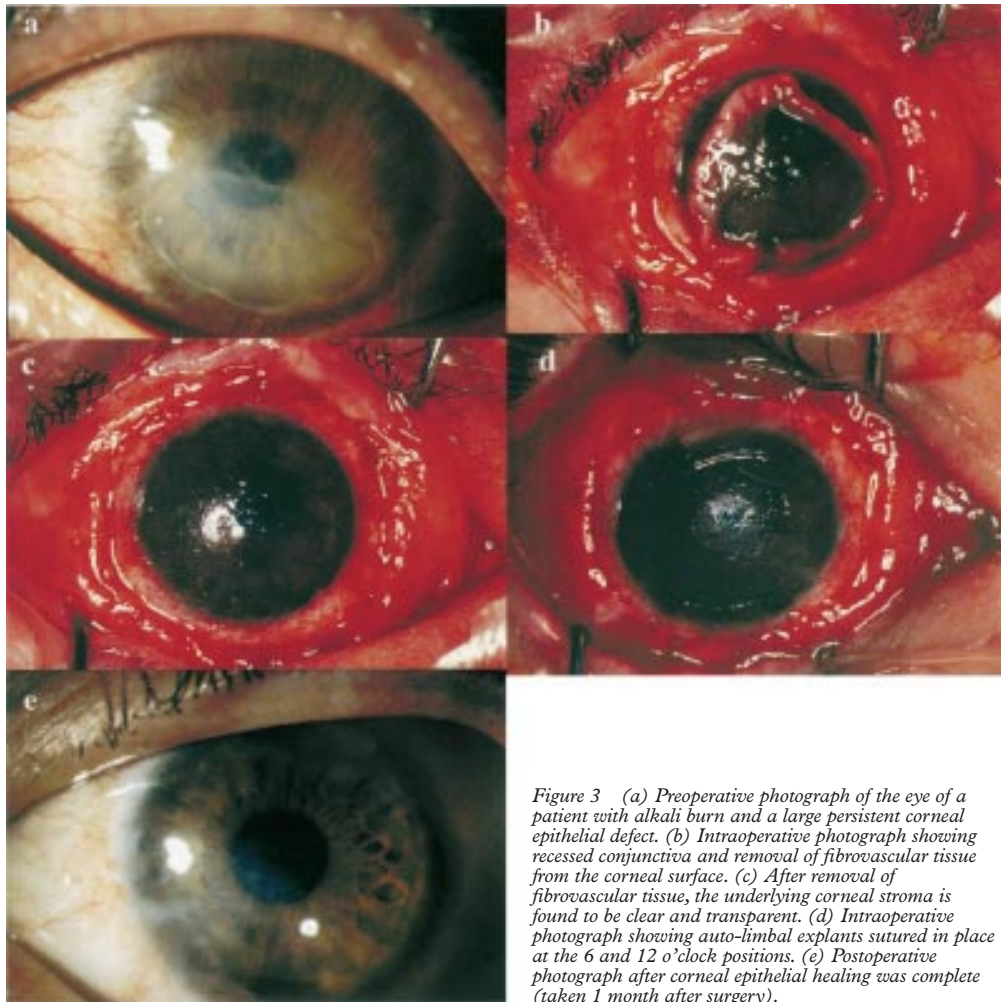 a
b
c
d
e
Figure 3 (a) Preoperative photograph of the eye of a
patient with alkali burn and a large persistent corneal
epithelial defect. (b) Intraoperative photograph showing
recessed conjunctiva and removal of fibrovascular tissue
from the corneal surface. (c) After removal of
fibrovascular tissue, the underlying corneal stroma is
found to be clear and transparent. (d) Intraoperative
photograph showing auto-limbal explants sutured in place
at the 6 and 12 o'clock positions. (e) Postoperative
photograph after corneal epithelial healing was complete
(taken 1 month after surgery).